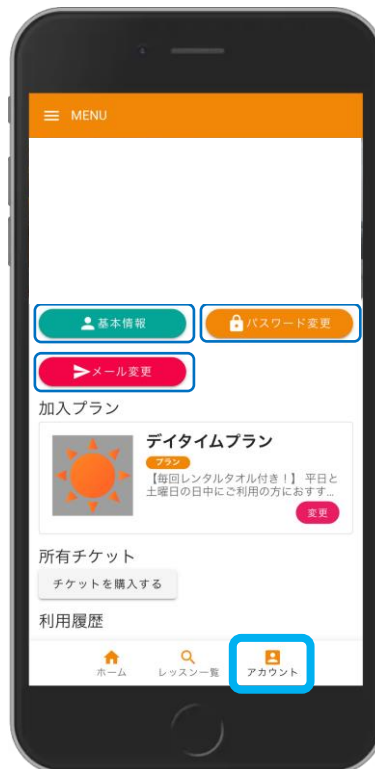 MENU
基本情報
パスワード変更
メール変更
加入プラン
デイタイムプラン
プラン
【毎回レンタルタオル付き！】 平日と
土曜日の日中にご利用の方におすす...
変更
所有チケット
チケットを購入する
利用履歴
ホーム
レッスン一覧
アカウント